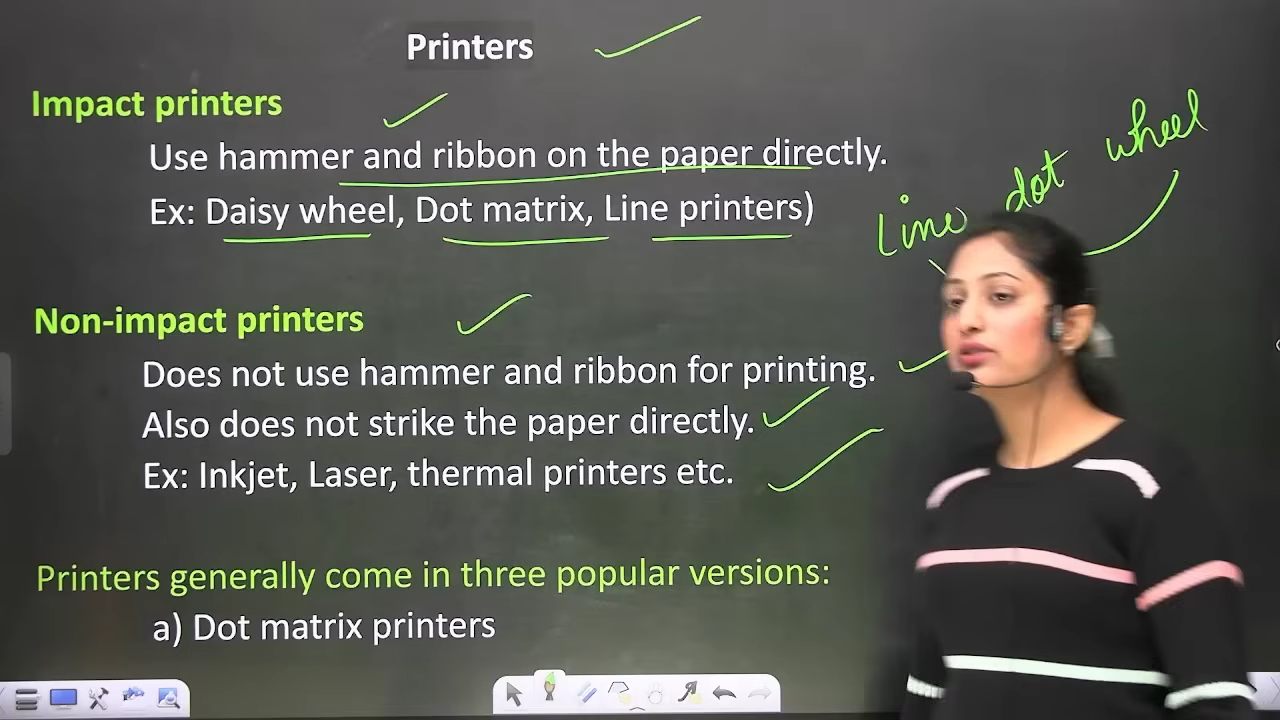 Printers
Impact printers
Use hammer and ribbon on the paper directly.
Ex: Daisy wheel, Dot matrix, Line printers)
Line dot wheel
Non-impact printers
Does not use hammer and ribbon for printing.
Also does not strike the paper directly.
Ex: Inkjet, Laser, thermal printers etc.
Printers generally come in three popular versions:
a) Dot matrix printers